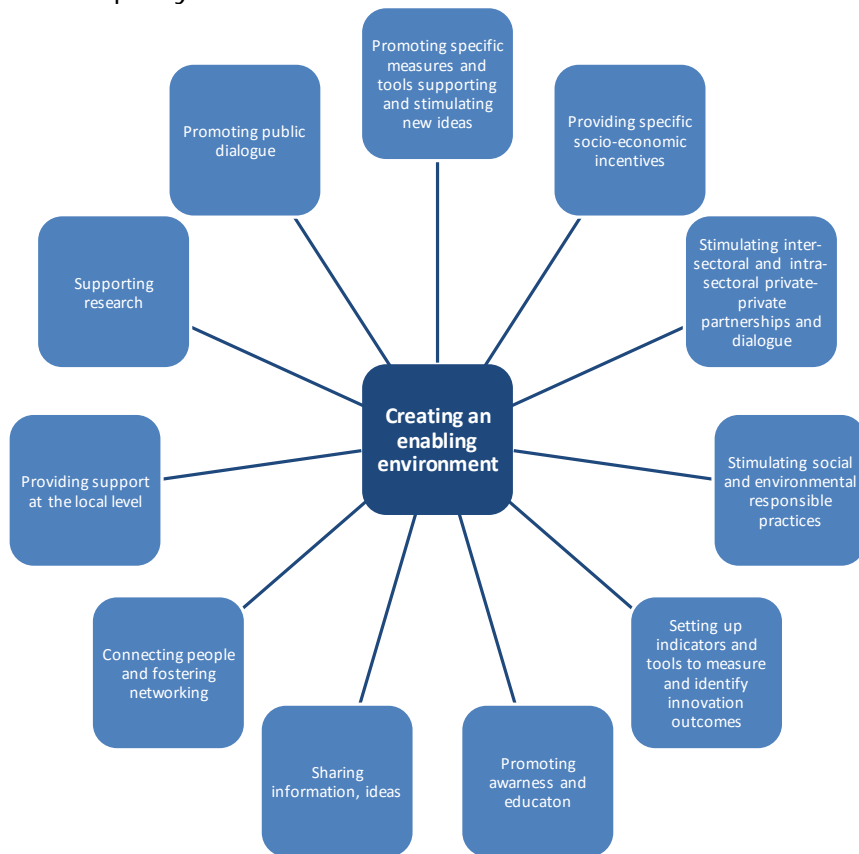 Promoting specific
measures and
tools supporting
and stimulating
new ideas
Providing specific
socio-economic
incentives
Stimulating inter-
sectoral and intra-
sectoral private-
private
partnerships and
dialogue
Stimulating social
and environmental
responsible
practices
Setting up
indicators and
tools to measure
and identify
innovation
outcomes
Promoting
awarness and
educaton
Sharing
information, ideas
Connecting people
and fostering
networking
Providing support
at the local level
Supporting
research
Promoting public
dialogue
Creating an
enabling
environment